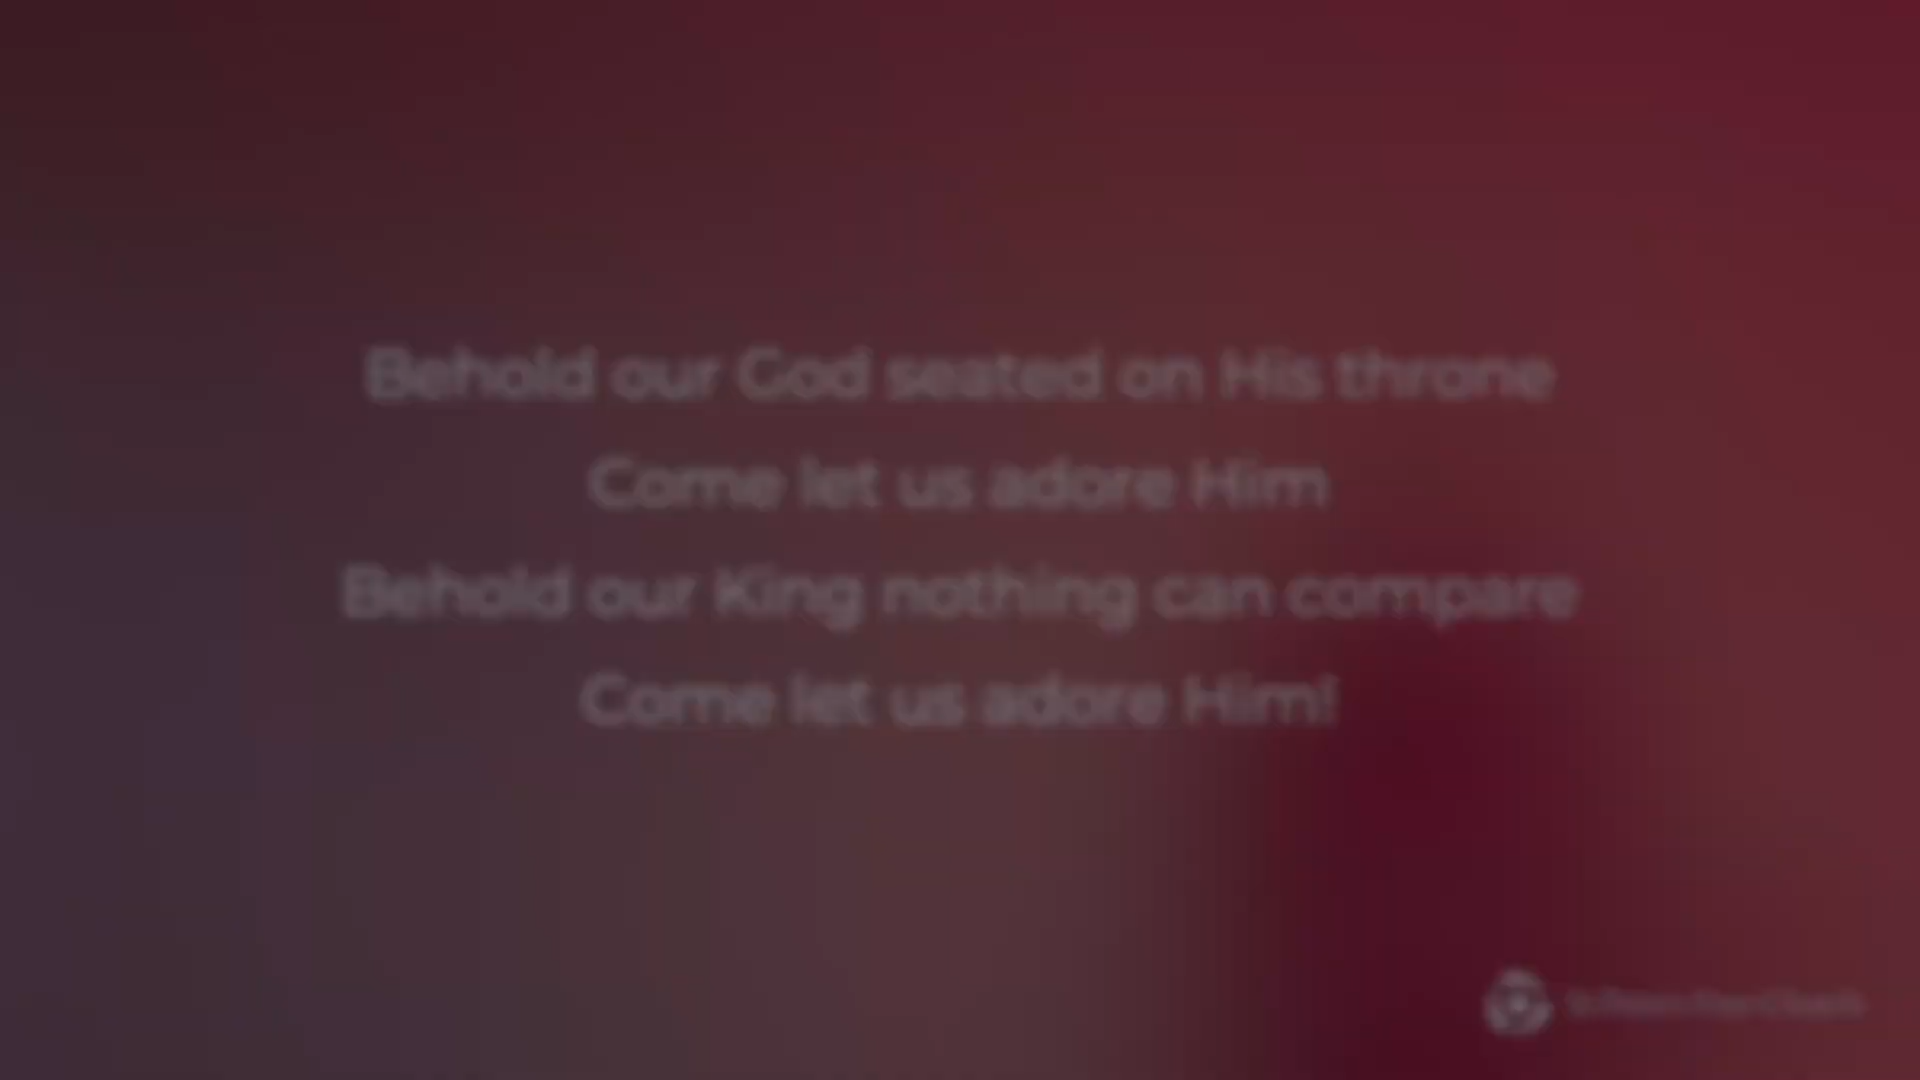 Behold our God seated on His throne
Come let us adore Him
Behold our King nothing can compare
Come let us adore Him!